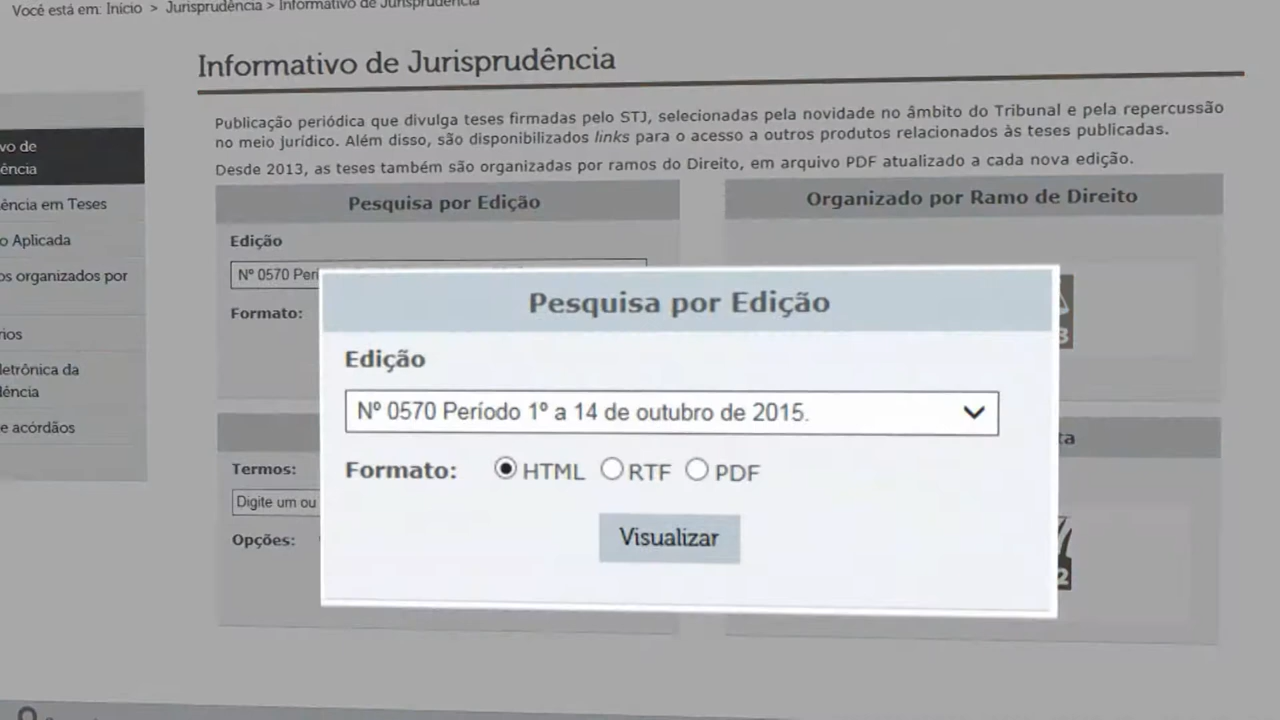 Você está em: Início > Jurisprudência > Informativo de Jurisprudência
Informativo de Jurisprudência
Publicação periódica que divulga teses firmadas pelo STJ, selecionadas pela novidade no âmbito do Tribunal e pela repercussão
no meio jurídico. Além disso, são disponibilizados links para o acesso a outros produtos relacionados às teses publicadas.
Desde 2013, as teses também são organizadas por ramos do Direito, em arquivo PDF atualizado a cada nova edição.
vo de
ência
ência em Teses
o Aplicada
os organizados por
rios
letrônica da
dência
e acórdãos
Pesquisa por Edição
Edição
Nº 0570 Perí
Formato:
Organizado por Ramo de Direito
3
Pesquisa por Edição
Edição
Nº 0570 Período 1º a 14 de outubro de 2015.
Formato: HTML RTF PDF
Visualizar
Termos:
Digite um ou
Opções:
ta
2